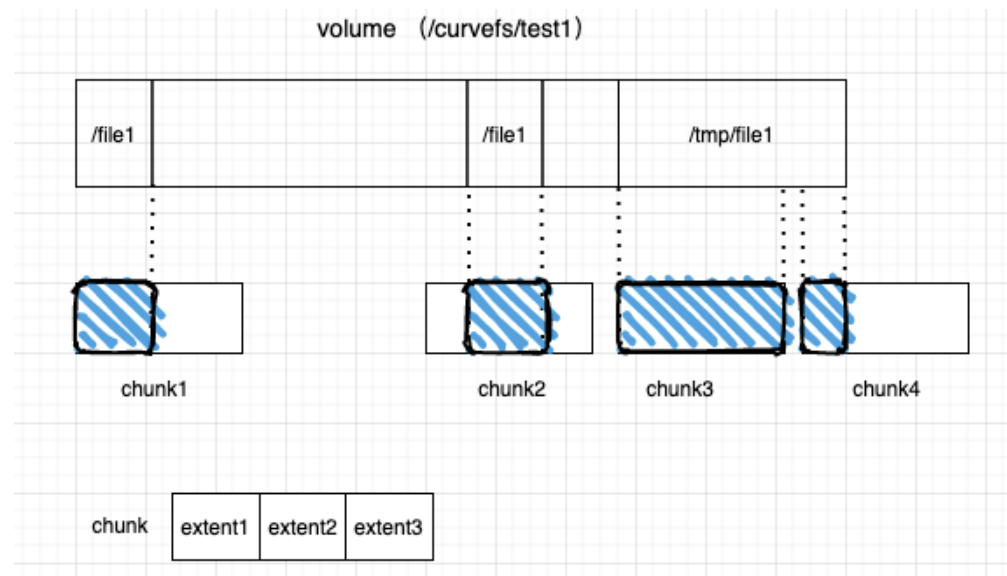 volume （/curvefs/test1）
/file1 /file1 /tmp/file1
chunk1 chunk2 chunk3 chunk4
chunk extent1 extent2 extent3